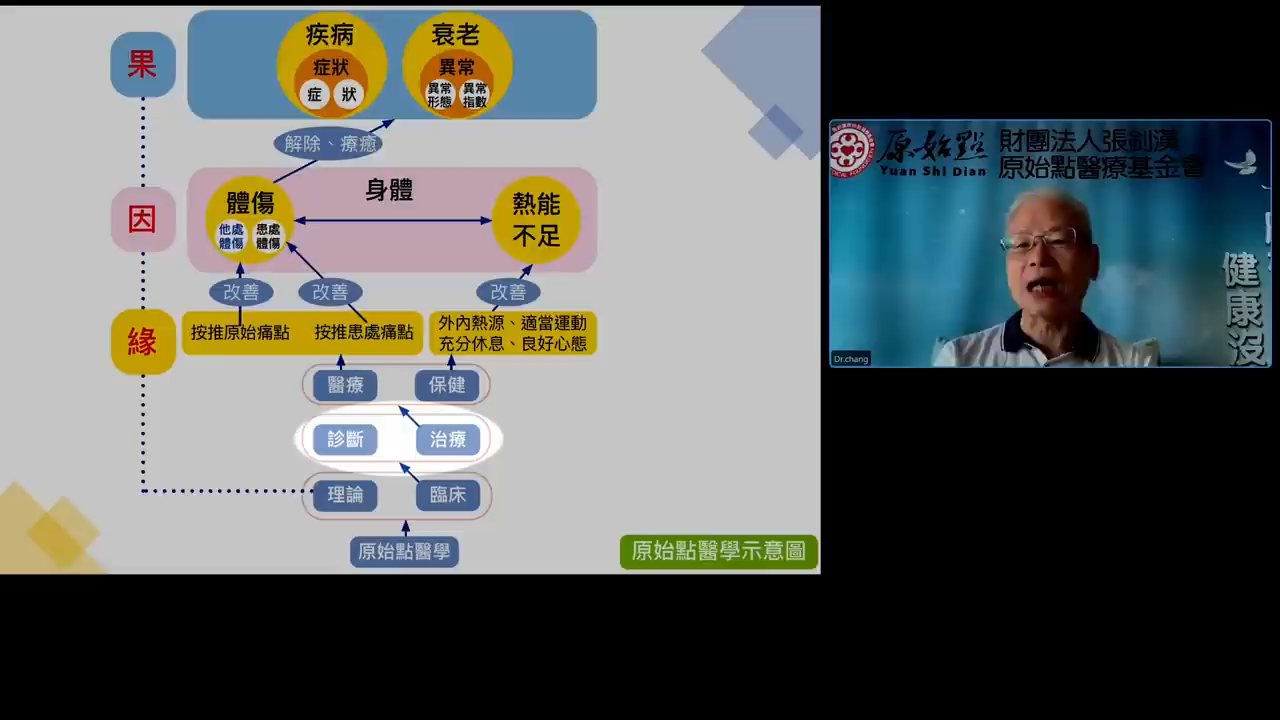 果
疾病
症狀
症
狀
衰老
異常
異常
形態
異常
指數
解除、療癒
因
身體
體傷
他處
體傷
患處
體傷
熱能
不足
改善
改善
改善
緣
按推原始痛點
按推患處痛點
外內熱源、適當運動
充分休息、良好心態
醫療
保健
診斷
治療
理論
臨床
原始點醫學
原始點醫學示意圖
原始點
Yuan Shi Dian
財團法人張釗漢
原始點醫療基金會
健
康
沒
Dr.chang